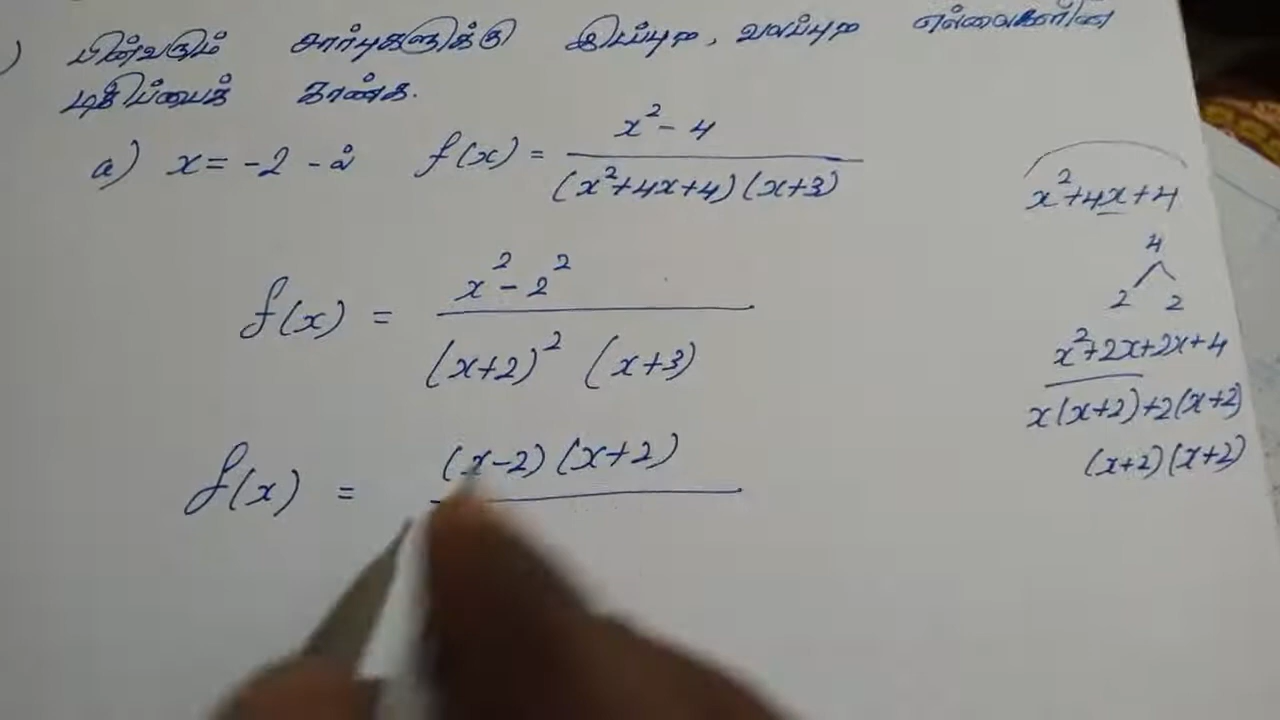 ) பின்வரும் சார்புகளுக்கு இடப்புற, வலப்புற எல்லைகளின்
மதிப்பைக் காண்க.
a) x = -2 -ல் f(x) = x² - 4 / (x²+4x+4)(x+3)
f(x) = x² - 2² / (x+2)² (x+3)
f(x) = (x-2)(x+2)
x²+4x+4
4
2 2
x²+2x+2x+4
x(x+2)+2(x+2)
(x+2)(x+2)